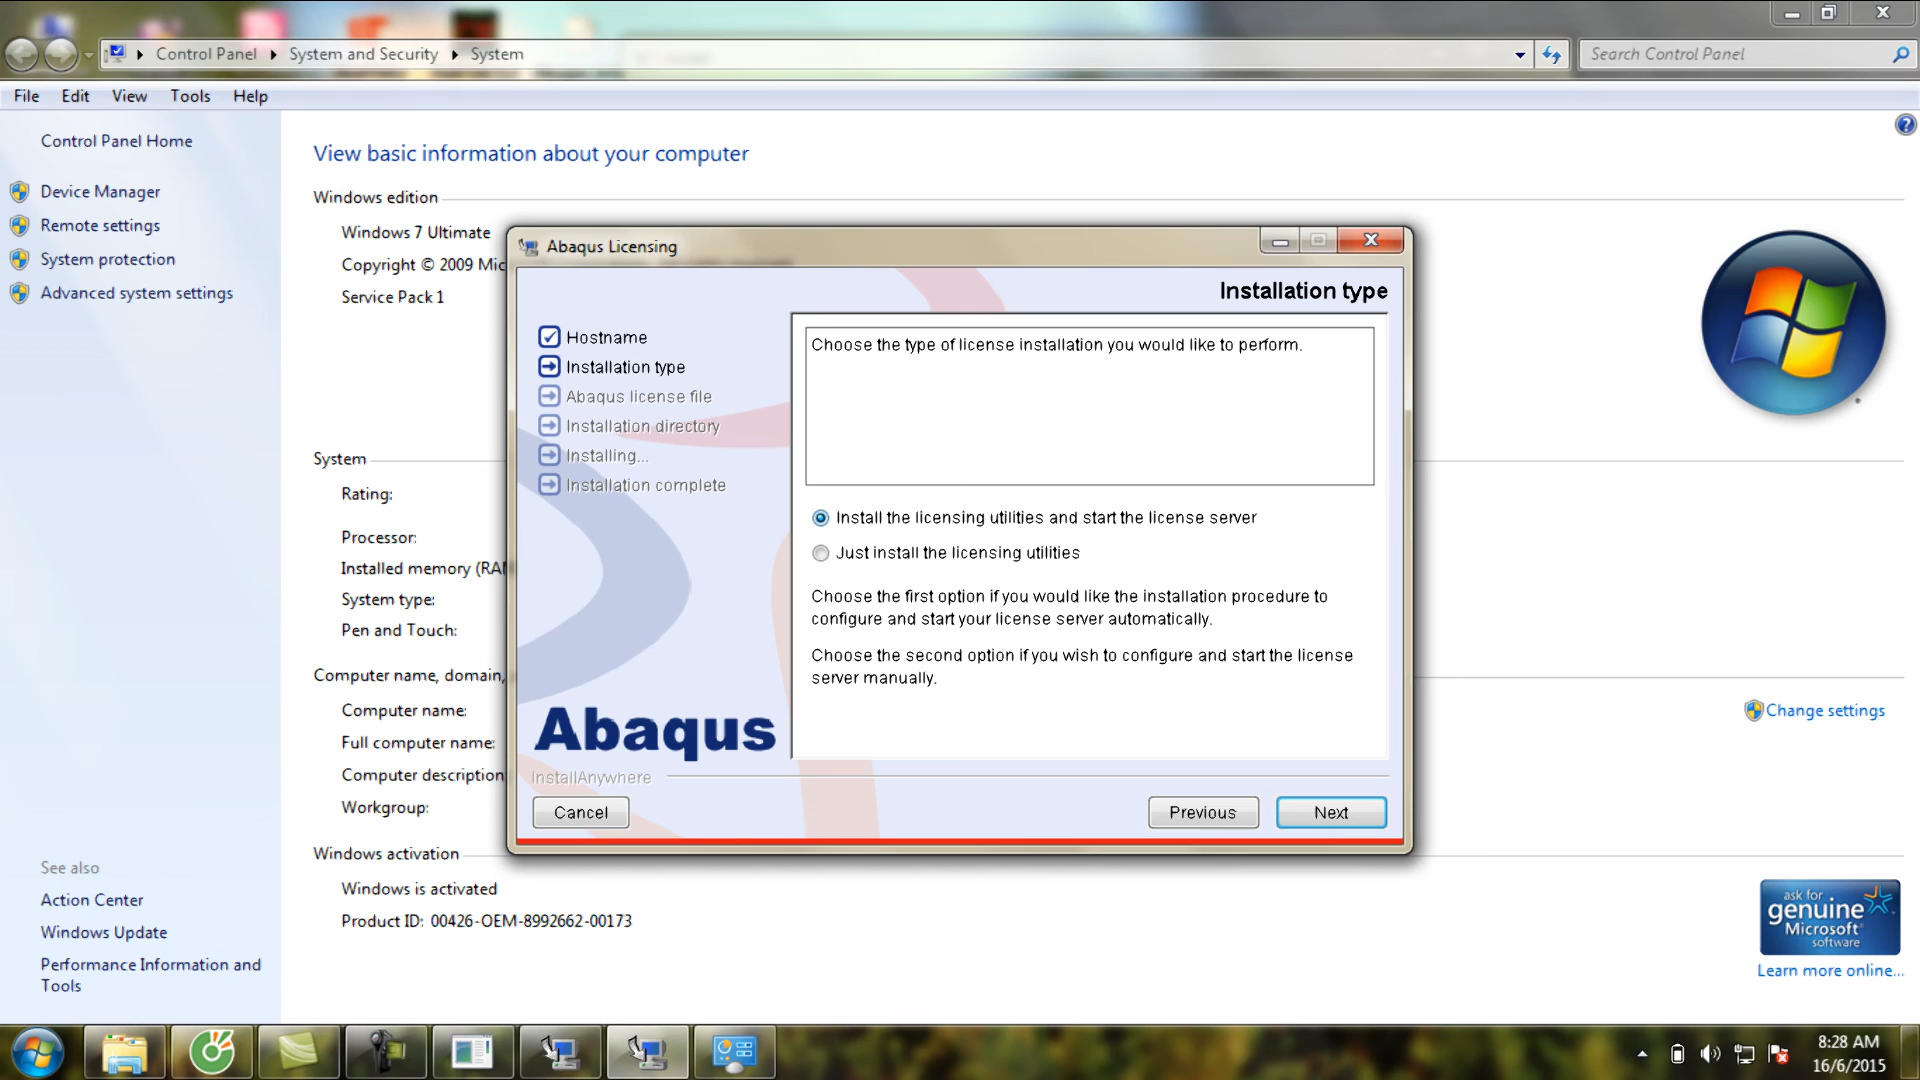 Control Panel
System and Security
System
Search Control Panel
File
Edit
View
Tools
Help
Control Panel Home
Device Manager
Remote settings
System protection
Advanced system settings
See also
Action Center
Windows Update
Performance Information and
Tools
View basic information about your computer
Windows edition
Windows 7 Ultimate
Copyright © 2009 Mic
Service Pack 1
System
Rating:
Processor:
Installed memory (RA
System type:
Pen and Touch:
Computer name, domain,
Computer name:
Full computer name:
Computer description
Workgroup:
Change settings
Windows activation
Windows is activated
Product ID: 00426-OEM-8992662-00173
ask for
genuine
Microsoft
software
Learn more online...
Abaqus Licensing
Installation type
Hostname
Installation type
Abaqus license file
Installation directory
Installing...
Installation complete
Abaqus
Choose the type of license installation you would like to perform.
Install the licensing utilities and start the license server
Just install the licensing utilities
Choose the first option if you would like the installation procedure to
configure and start your license server automatically.
Choose the second option if you wish to configure and start the license
server manually.
InstallAnywhere
Cancel
Previous
Next
8:28 AM
16/6/2015